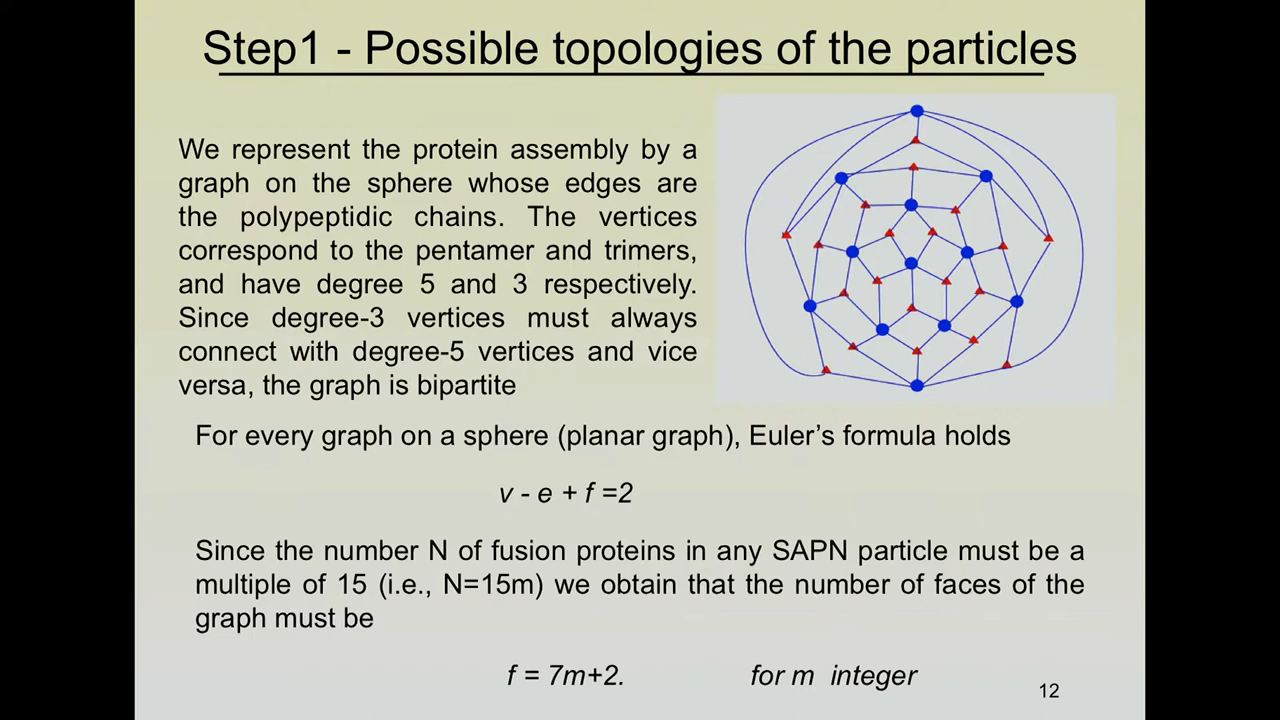 Step1 - Possible topologies of the particles
We represent the protein assembly by a
graph on the sphere whose edges are
the polypeptidic chains. The vertices
correspond to the pentamer and trimers,
and have degree 5 and 3 respectively.
Since degree-3 vertices must always
connect with degree-5 vertices and vice
versa, the graph is bipartite
For every graph on a sphere (planar graph), Euler’s formula holds
v - e + f =2
Since the number N of fusion proteins in any SAPN particle must be a
multiple of 15 (i.e., N=15m) we obtain that the number of faces of the
graph must be
f = 7m+2. for m integer
12